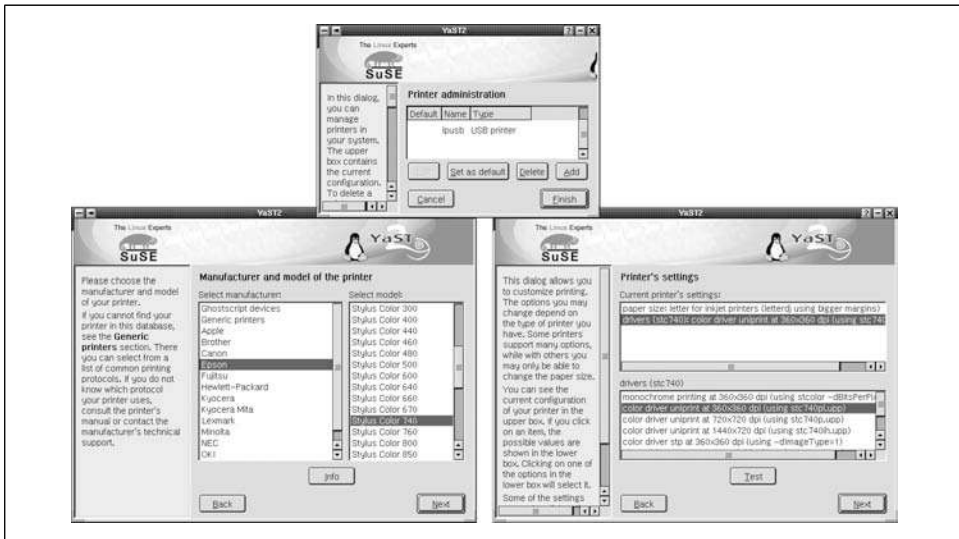 YaST2
The Linux Experts
SuSE
In this dialog,
you can
manage
printers in
your system.
The upper
box contains
the current
configuration.
To delete a
Printer administration
Default Name Type
lpusb USB printer
Set as default Delete Add
Cancel Finish
YaST2
The Linux Experts
SuSE
YaST
Please choose the
manufacturer and model
of your printer.
If you cannot find your
printer in this database,
see the Generic
printers section. There
you can select from a
list of common printing
protocols. If you do not
know which protocol
your printer uses,
consult the printer's
manual or contact the
manufacturer's technical
support.
Manufacturer and model of the printer
Select manufacturer:
Ghostscript devices
Generic printers
Apple
Brother
Canon
Epson
Fujitsu
Hewlett-Packard
Kyocera
Kyocera Mita
Lexmark
Minolta
NEC
OKI
Select model:
Stylus Color 300
Stylus Color 400
Stylus Color 440
Stylus Color 460
Stylus Color 480
Stylus Color 500
Stylus Color 600
Stylus Color 640
Stylus Color 660
Stylus Color 670
Stylus Color 740
Stylus Color 760
Stylus Color 800
Stylus Color 850
Info
Back Next
YaST2
The Linux Experts
SuSE
YaST
This dialog allows you
to customize printing.
The options you may
change depend on
the type of printer you
have. Some printers
support many options,
while with others you
may only be able to
change the paper size.
You can see the
current configuration
of your printer in the
upper box. If you click
on an item, the
possible values are
shown in the lower
box. Clicking on one of
the options in the
lower box will select it.
Some of the settings
Printer's settings
Current printer's settings:
paper size: letter for inkjet printers (letterdj using bigger margins)
drivers (stc740): color driver uniprint at 360x360 dpi (using stc740
drivers (stc740)
monochrome printing at 360x360 dpi (using stcolor -dBitsPerPi
color driver uniprint at 360x360 dpi (using stc740pl.upp)
color driver uniprint at 720x720 dpi (using stc740p.upp)
color driver uniprint at 1440x720 dpi (using stc740ih.upp)
color driver stp at 360x360 dpi (using -dImageType=1)
Test
Back Next